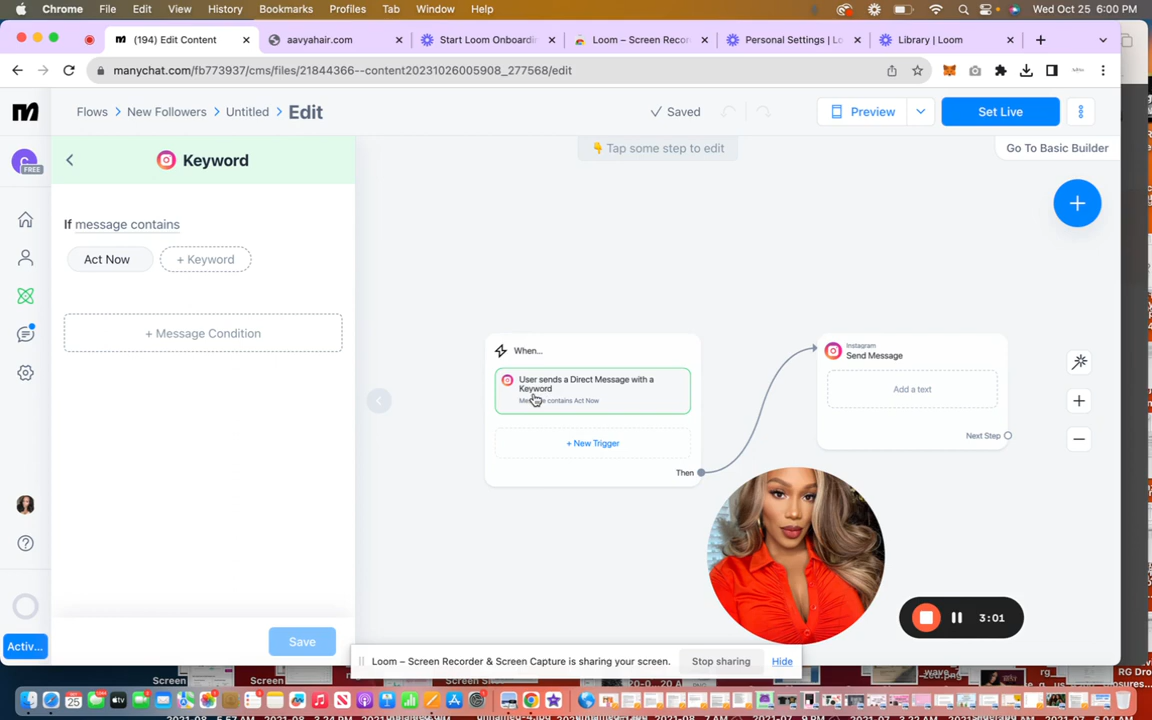 Chrome File Edit View History Bookmarks Profiles Tab Window Help Wed Oct 25 6:00 PM
(194) Edit Content aavyahair.com Start Loom Onboarding Loom – Screen Recor Personal Settings | Lo Library | Loom
manychat.com/fb773937/cms/files/21844366--content20231026005908_277568/edit
Flows > New Followers > Untitled > Edit Saved Preview Set Live
Tap some step to edit Go To Basic Builder
Keyword
FREE
If message contains
Act Now + Keyword
+ Message Condition
When...
User sends a Direct Message with a
Keyword
Message contains Act Now
+ New Trigger
Then
Instagram
Send Message
Add a text
Next Step
3:01
Activ...
Save
Loom – Screen Recorder & Screen Capture is sharing your screen. Stop sharing Hide